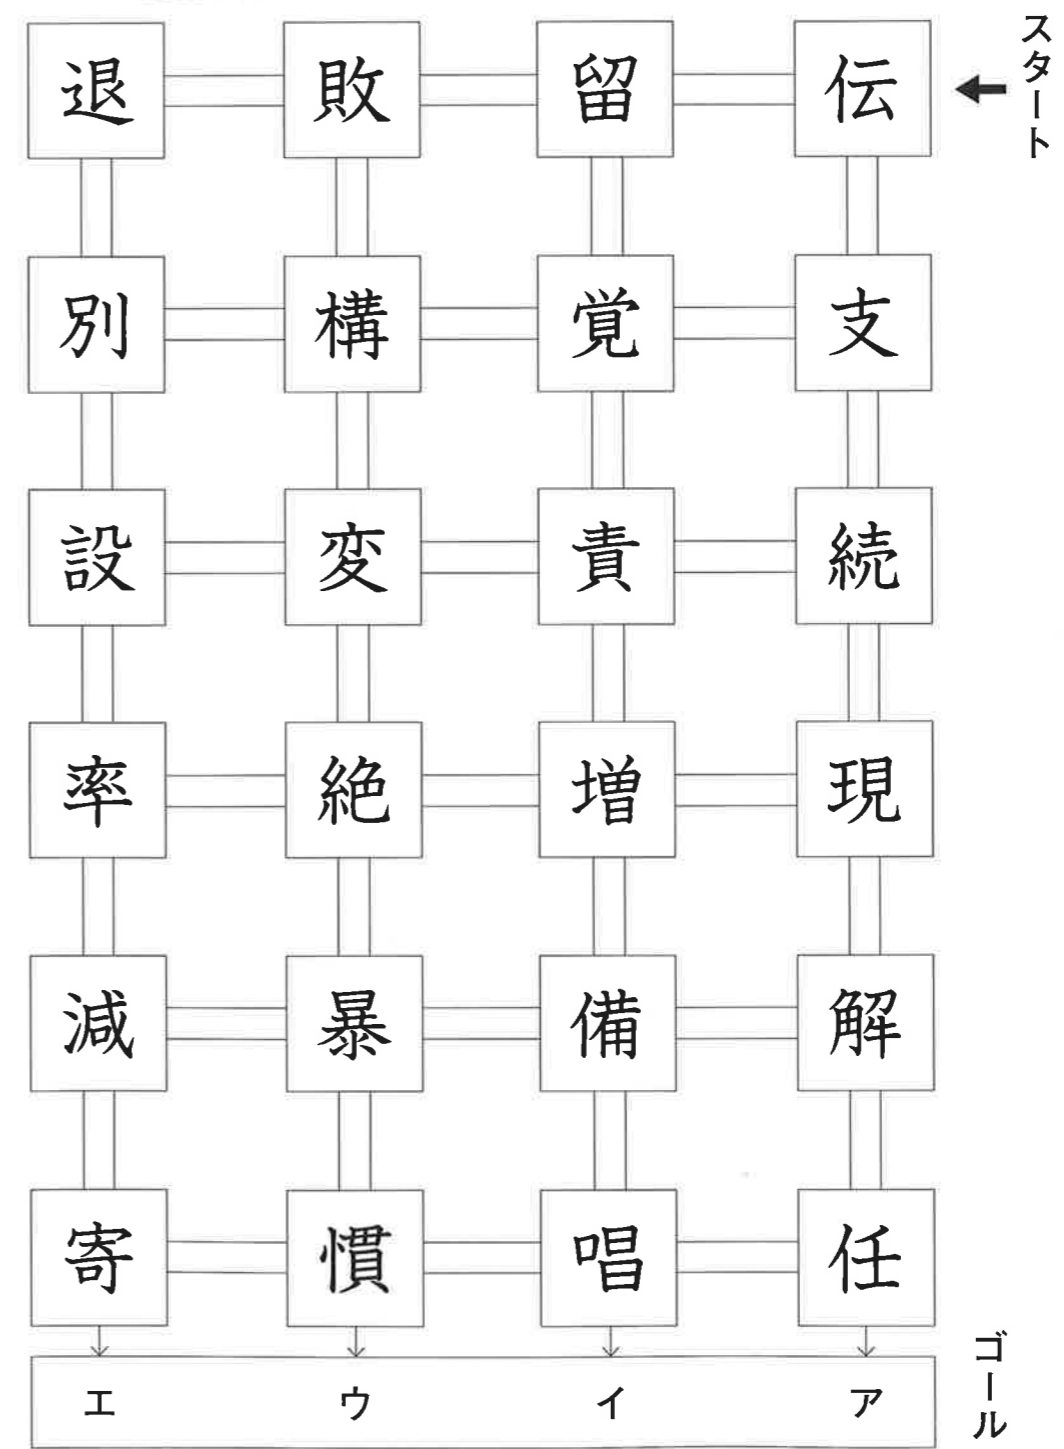 スタート
伝 留 敗 退
支 覚 構 別
続 責 変 設
現 増 絶 率
解 備 暴 減
任 唱 慣 寄
ア イ ウ エ
ゴール